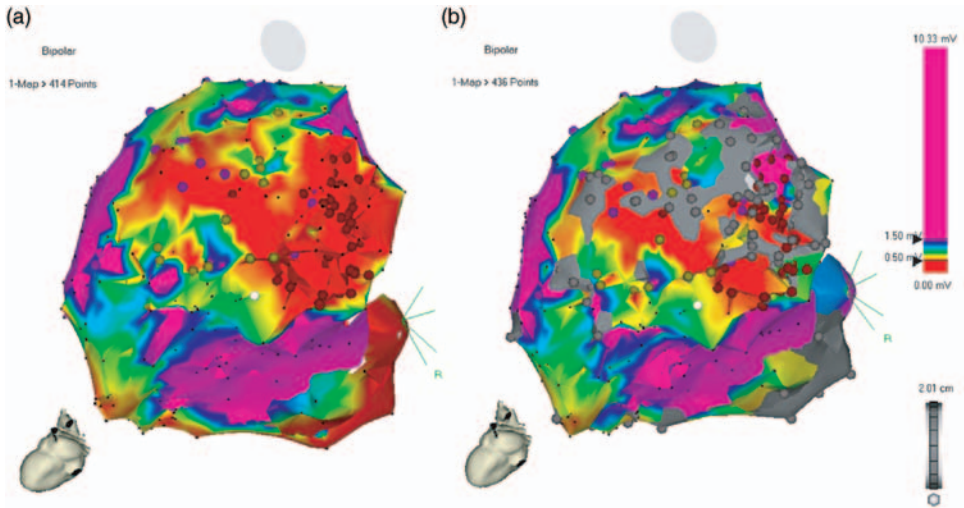 (a)
Bipolar
1-Map > 414 Points
R
(b)
Bipolar
1-Map > 436 Points
R
10.33 mV
1.50 mV
0.50 mV
0.00 mV
2.01 cm